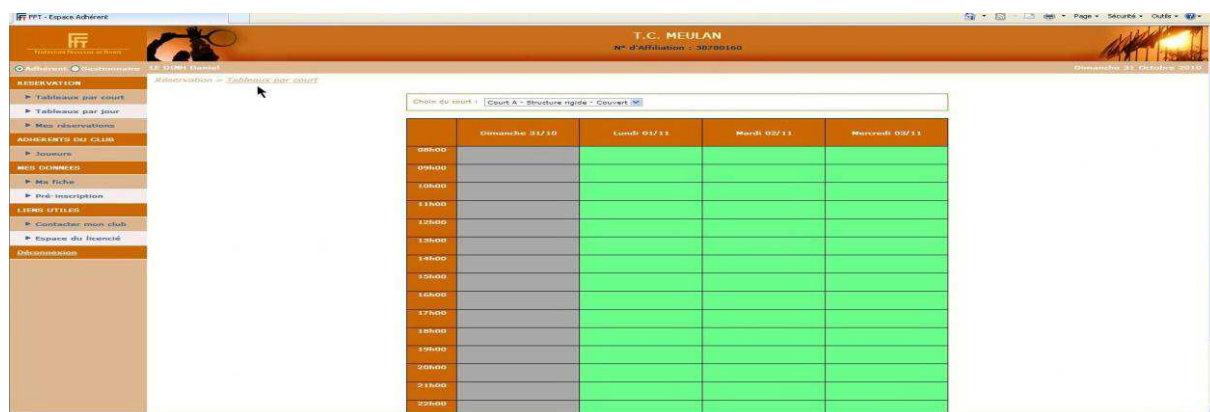 FFT - Espace Adhérent
Page Sécurité Outils
FFT
T.C. MEULAN
N° d'Affiliation : 38780160
Adhérent Gestionnaire LE DINH Daniel
Dimanche 31 Octobre 2010
RESERVATION
Tableaux par court
Tableaux par jour
Mes réservations
ADHERENTS DU CLUB
Joueurs
MES DONNEES
Ma fiche
Pré-inscription
LIENS UTILES
Contacter mon club
Espace du licencié
Déconnexion
Réservation > Tableaux par court
Choix du court : Court A - Structure rigide - Couvert
Dimanche 31/10 Lundi 01/11 Mardi 02/11 Mercredi 03/11
08h00
09h00
10h00
11h00
12h00
13h00
14h00
15h00
16h00
17h00
18h00
19h00
20h00
21h00
22h00